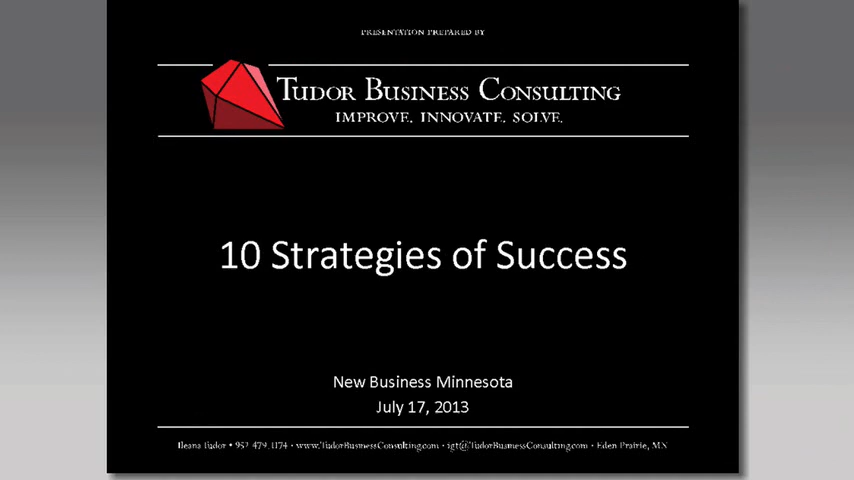 PRESENTATION PREPARED BY
TUDOR BUSINESS CONSULTING
IMPROVE. INNOVATE. SOLVE.
10 Strategies of Success
New Business Minnesota
July 17, 2013
Ileana Tudor • 952.479.1174 • www.TudorBusinessConsulting.com • igt@TudorBusinessConsulting.com • Eden Prairie, MN